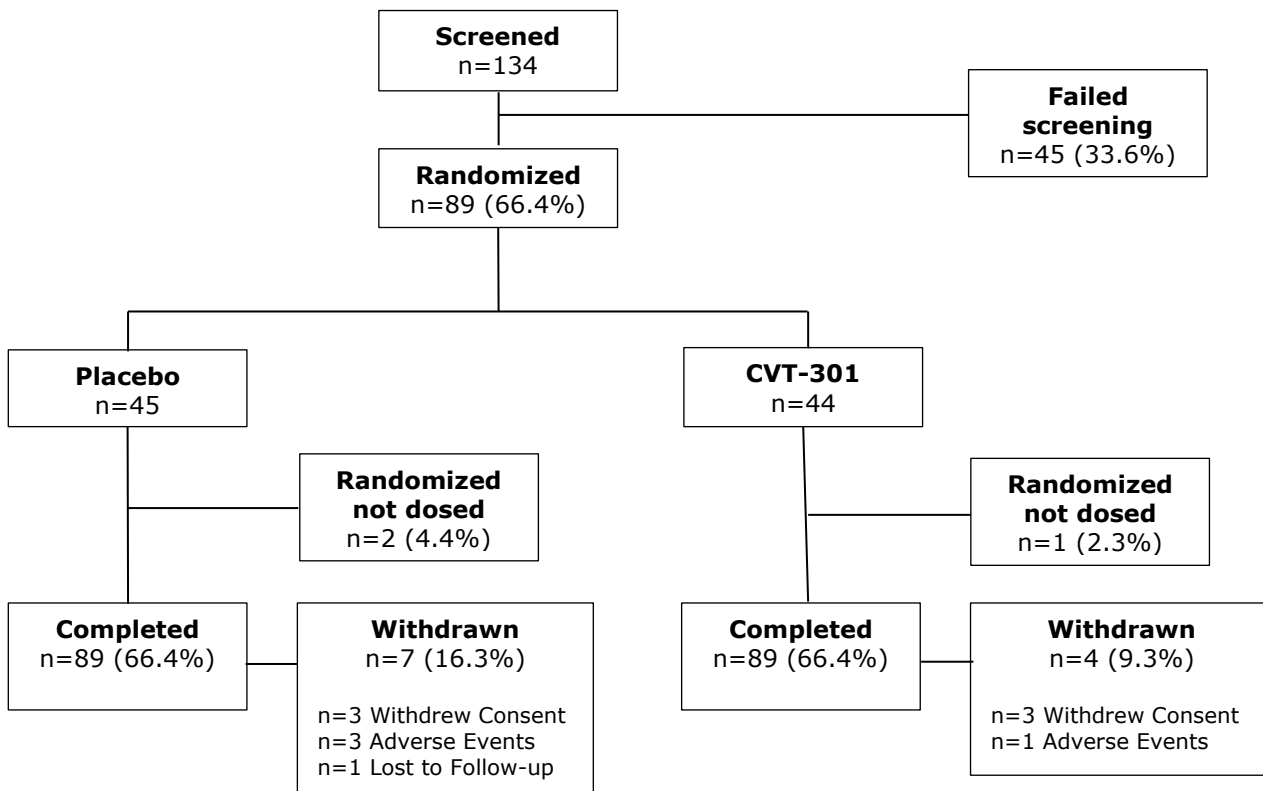 Screened
n=134
Failed
screening
n=45 (33.6%)
Randomized
n=89 (66.4%)
Placebo
n=45
CVT-301
n=44
Randomized
not dosed
n=2 (4.4%)
Randomized
not dosed
n=1 (2.3%)
Completed
n=89 (66.4%)
Withdrawn
n=7 (16.3%)
n=3 Withdrew Consent
n=3 Adverse Events
n=1 Lost to Follow-up
Completed
n=89 (66.4%)
Withdrawn
n=4 (9.3%)
n=3 Withdrew Consent
n=1 Adverse Events